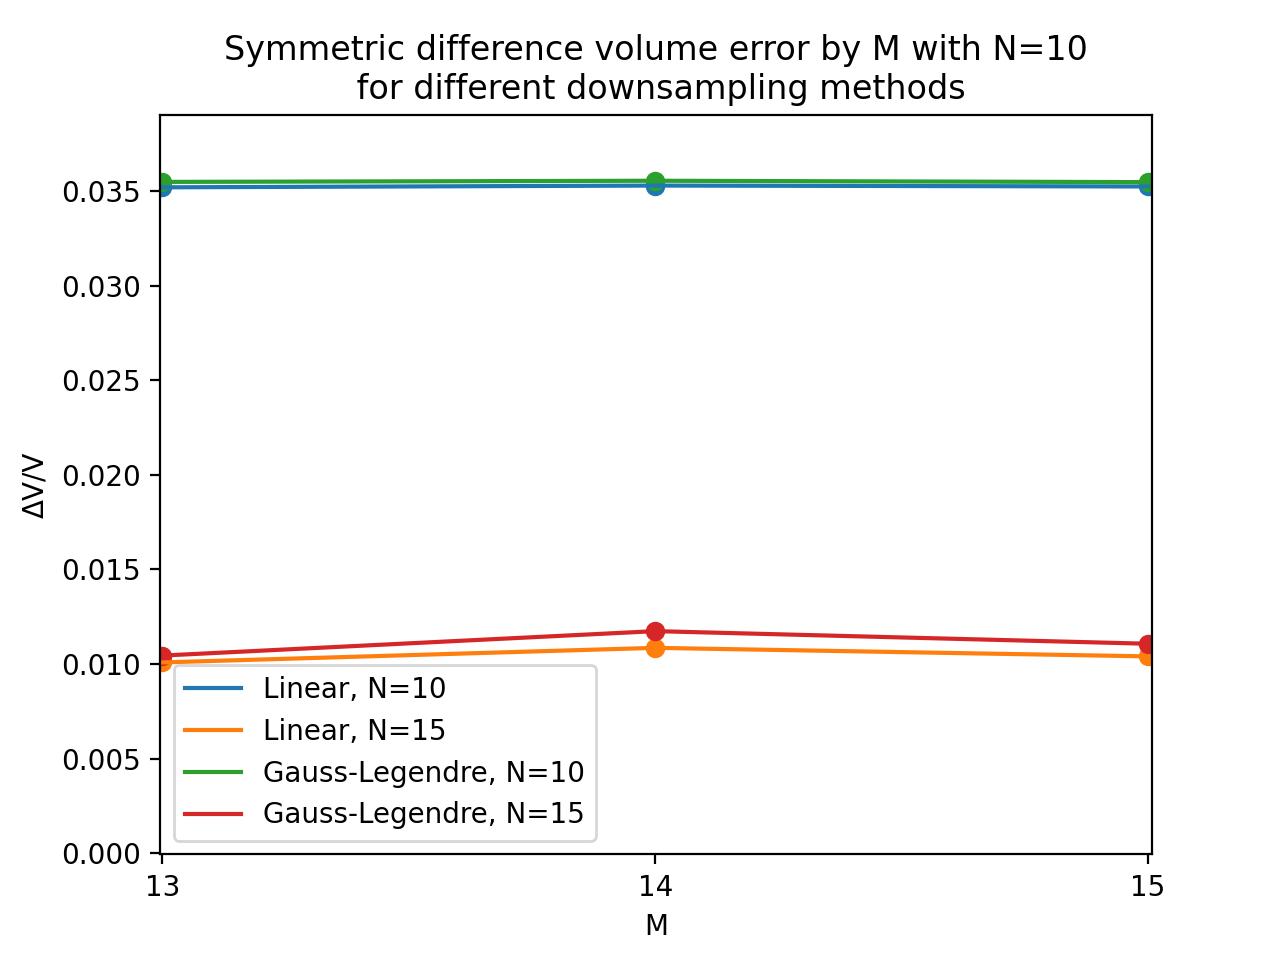 Symmetric difference volume error by M with N=10
for different downsampling methods
0.035
0.030
0.025
0.020
0.015
0.010
0.005
0.000
ΔV/V
Linear, N=10
Linear, N=15
Gauss-Legendre, N=10
Gauss-Legendre, N=15
13
14
15
M